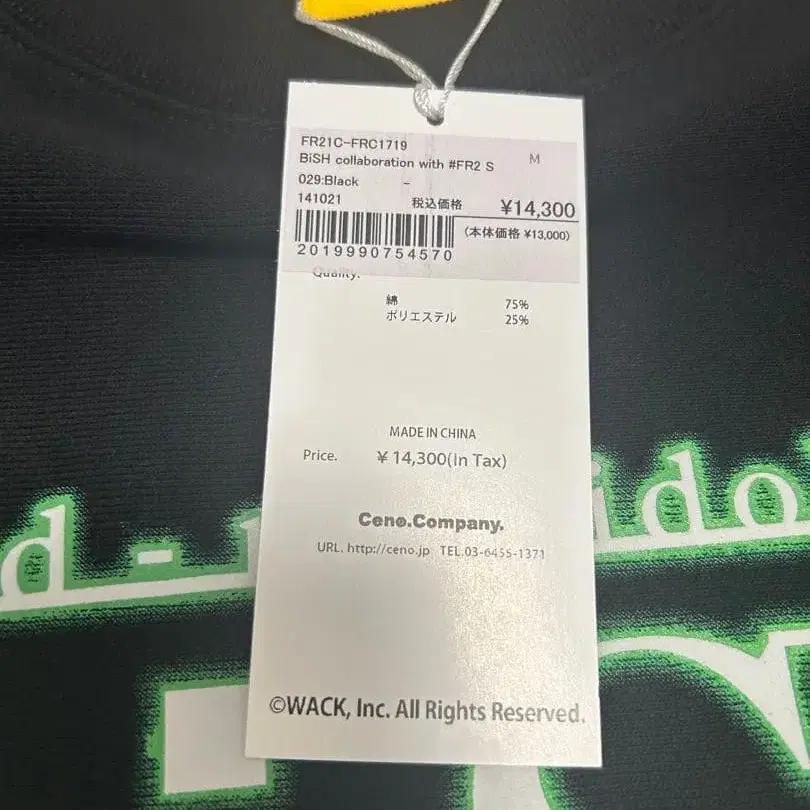 FR21C-FRC1719
BiSH collaboration with #FR2 S M
029:Black -
141021 税込価格 ¥14,300
(本体価格 ¥13,000)
2019990754570
Quality.
綿 75%
ポリエステル 25%
MADE IN CHINA
Price. ¥ 14,300(In Tax)
Ceno.Company.
URL. http://ceno.jp TEL.03-6455-1371
©WACK, Inc. All Rights Reserved.
d - ido